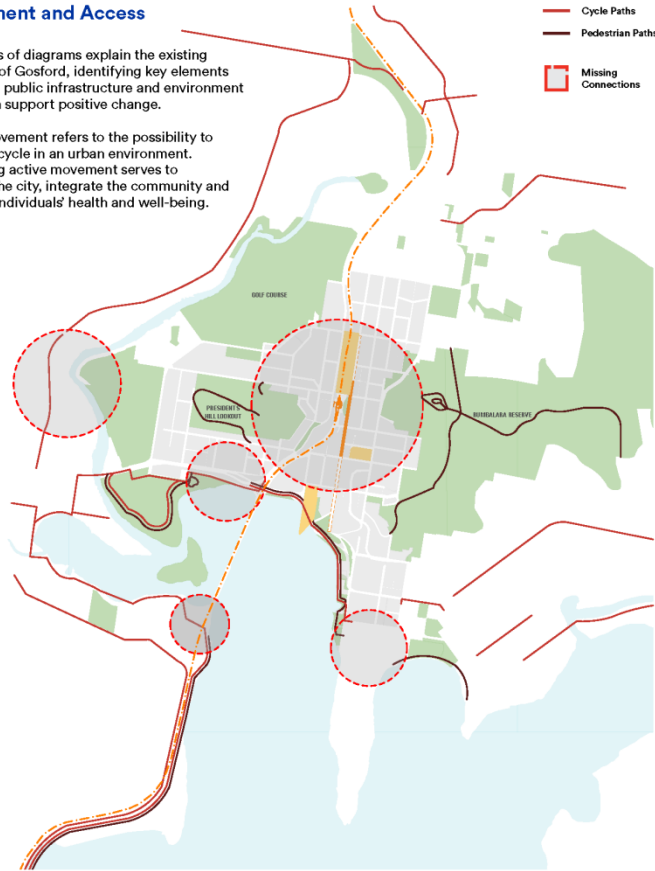 ment and Access
s of diagrams explain the existing
of Gosford, identifying key elements
public infrastructure and environment
support positive change.
ovement refers to the possibility to
cycle in an urban environment.
g active movement serves to
he city, integrate the community and
ndividuals' health and well-being.
Cycle Paths
Pedestrian Paths
Missing
Connections
GOLF COURSE
PRESIDENT'S
HILL LOOKOUT
RUMBALARA RESERVE